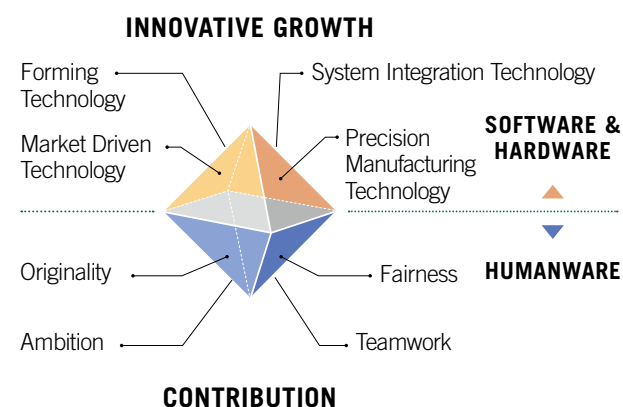 INNOVATIVE GROWTH
Forming
Technology
System Integration Technology
Market Driven
Technology
Precision
Manufacturing
Technology
SOFTWARE &
HARDWARE
Originality
Fairness
HUMANWARE
Ambition
Teamwork
CONTRIBUTION